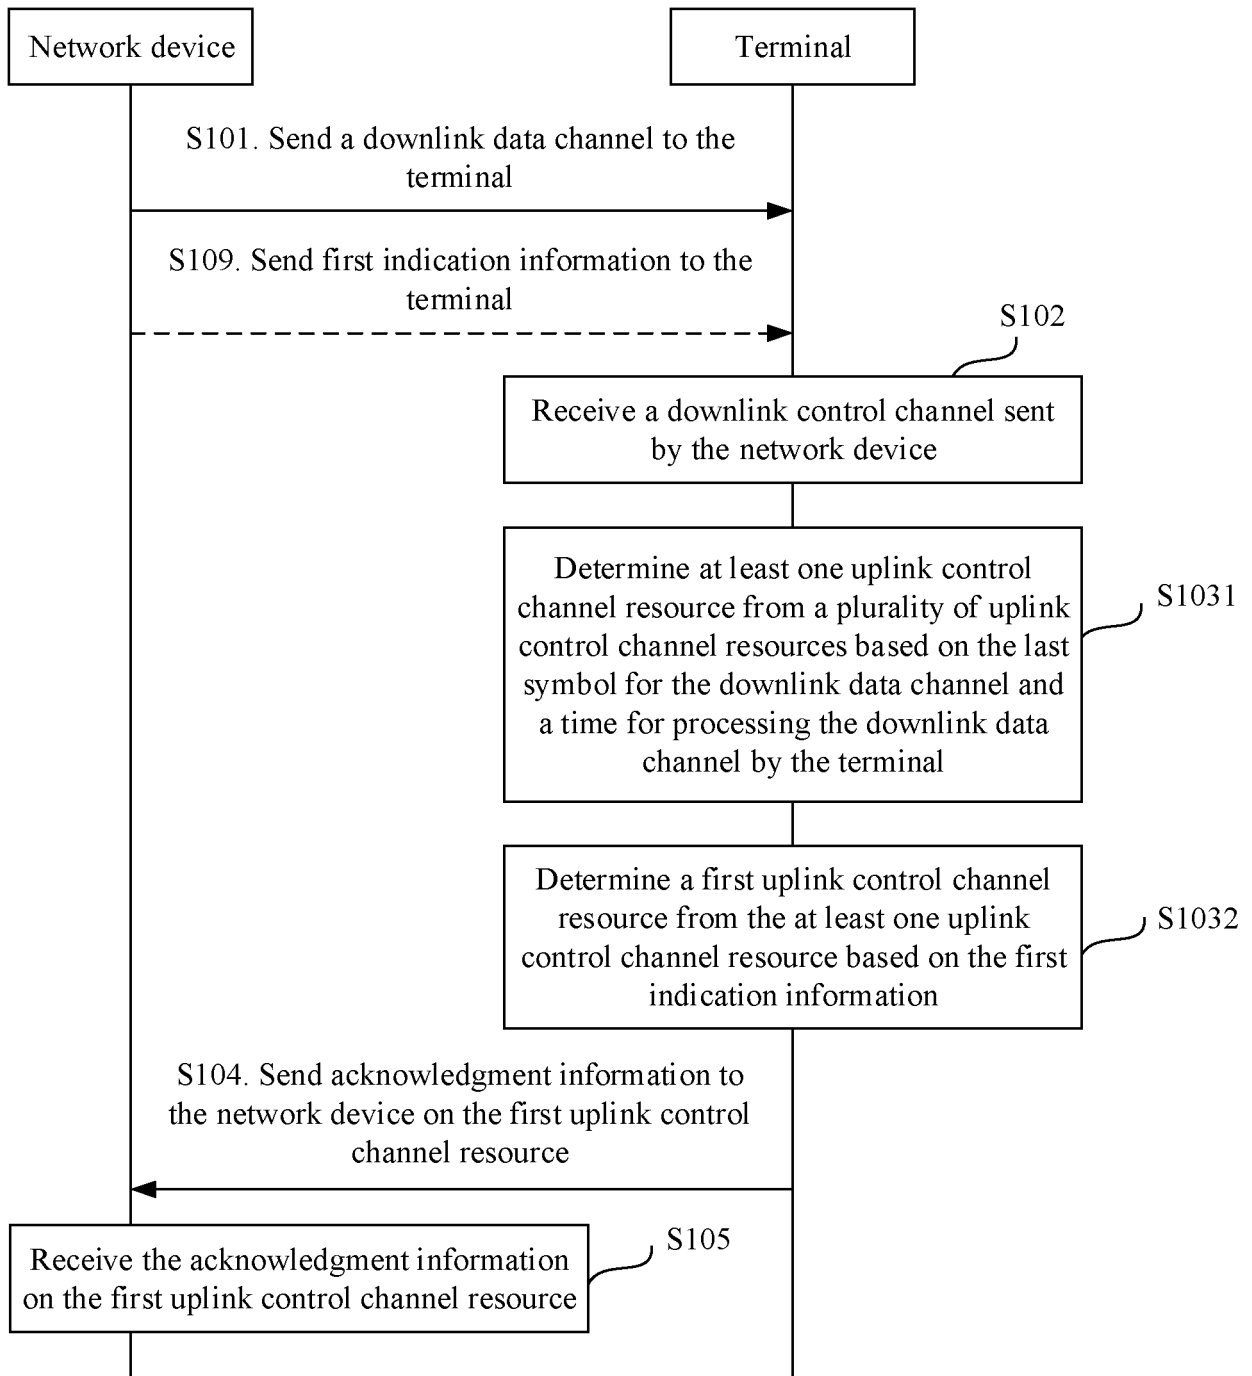 Network device
Terminal
S101. Send a downlink data channel to the
terminal
S109. Send first indication information to the
terminal
S102
Receive a downlink control channel sent
by the network device
Determine at least one uplink control
channel resource from a plurality of uplink
control channel resources based on the last
symbol for the downlink data channel and
a time for processing the downlink data
channel by the terminal
S1031
Determine a first uplink control channel
resource from the at least one uplink
control channel resource based on the first
indication information
S1032
S104. Send acknowledgment information to
the network device on the first uplink control
channel resource
Receive the acknowledgment information
on the first uplink control channel resource
S105